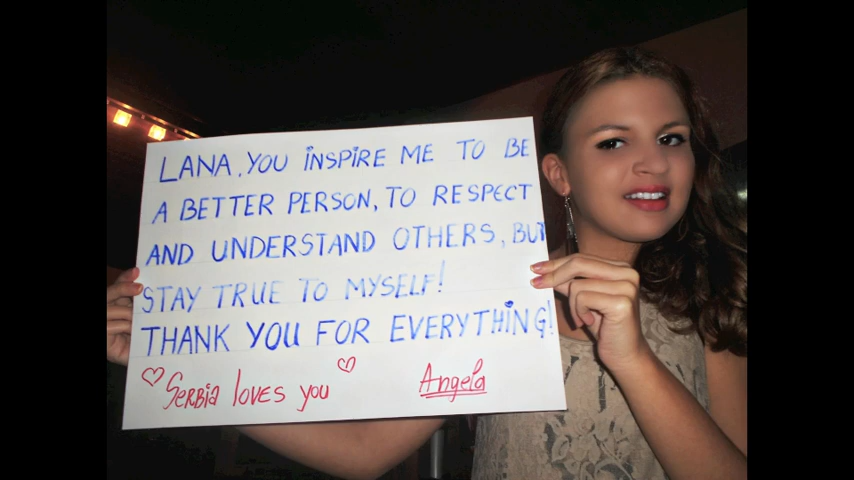 LANA, YOU INSPIRE ME TO BE
A BETTER PERSON, TO RESPECT
AND UNDERSTAND OTHERS, BUT
STAY TRUE TO MYSELF!
THANK YOU FOR EVERYTHING!
♡ Serbia loves you ♡ Angela